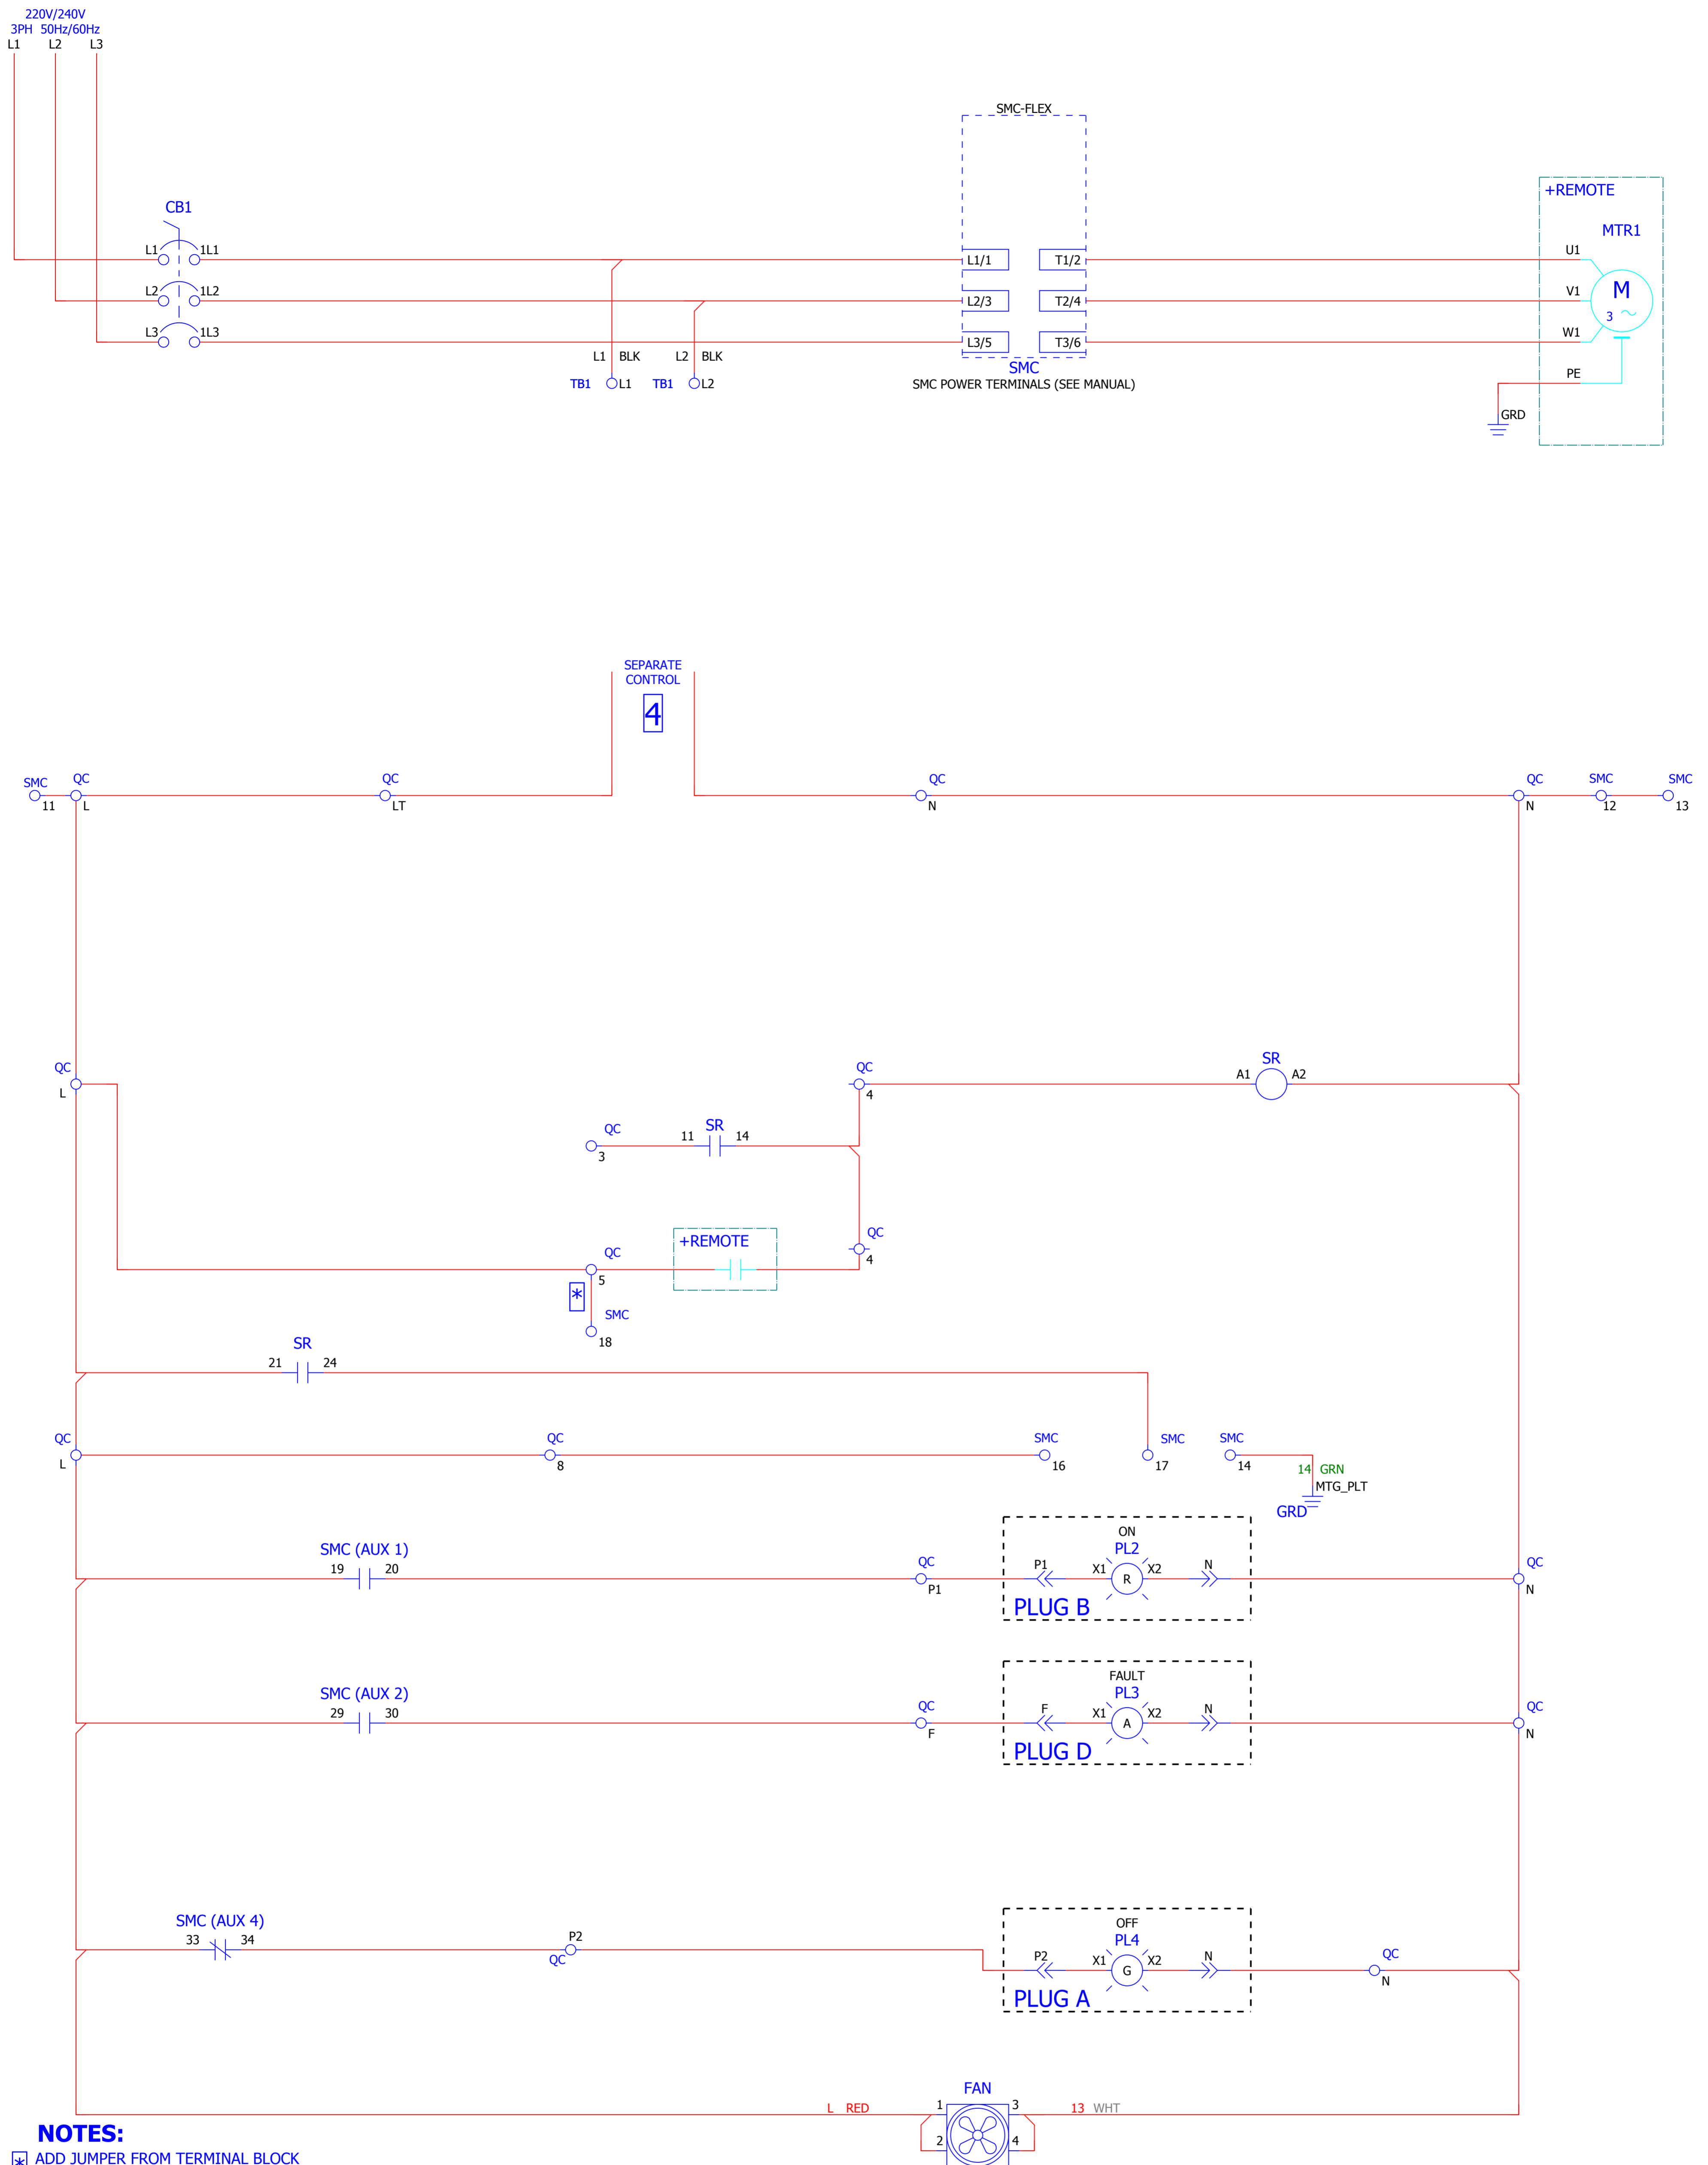 220V/240V
3PH 50Hz/60Hz
L1 L2 L3
SMC-FLEX
+REMOTE
CB1
MTR1
L1 1L1 L1/1 T1/2 U1
L2 1L2 L2/3 T2/4 V1
M
3
L3 1L3 L3/5 T3/6 W1
L1 BLK L2 BLK
SMC
PE
TB1 L1 TB1 L2
SMC POWER TERMINALS (SEE MANUAL)
GRD
SEPARATE
CONTROL
4
SMC QC QC QC QC SMC SMC
11 L LT N N 12 13
QC QC SR
L 4 A1 A2
QC SR
3 11 14
QC
4
+REMOTE
QC
5
*
SMC
18
SR
21 24
QC QC SMC SMC SMC
L 8 16 17 14
14 GRN
MTG_PLT
GRD
ON
SMC (AUX 1) PL2
19 20 QC P1 X1 R X2 N QC
P1 N
PLUG B
FAULT
SMC (AUX 2) PL3
29 30 QC F X1 A X2 N QC
F N
PLUG D
OFF
SMC (AUX 4) PL4
33 34 P2 P2 X1 G X2 N QC
QC N
PLUG A
FAN
L RED 1 3 13 WHT
2 4
NOTES:
* ADD JUMPER FROM TERMINAL BLOCK